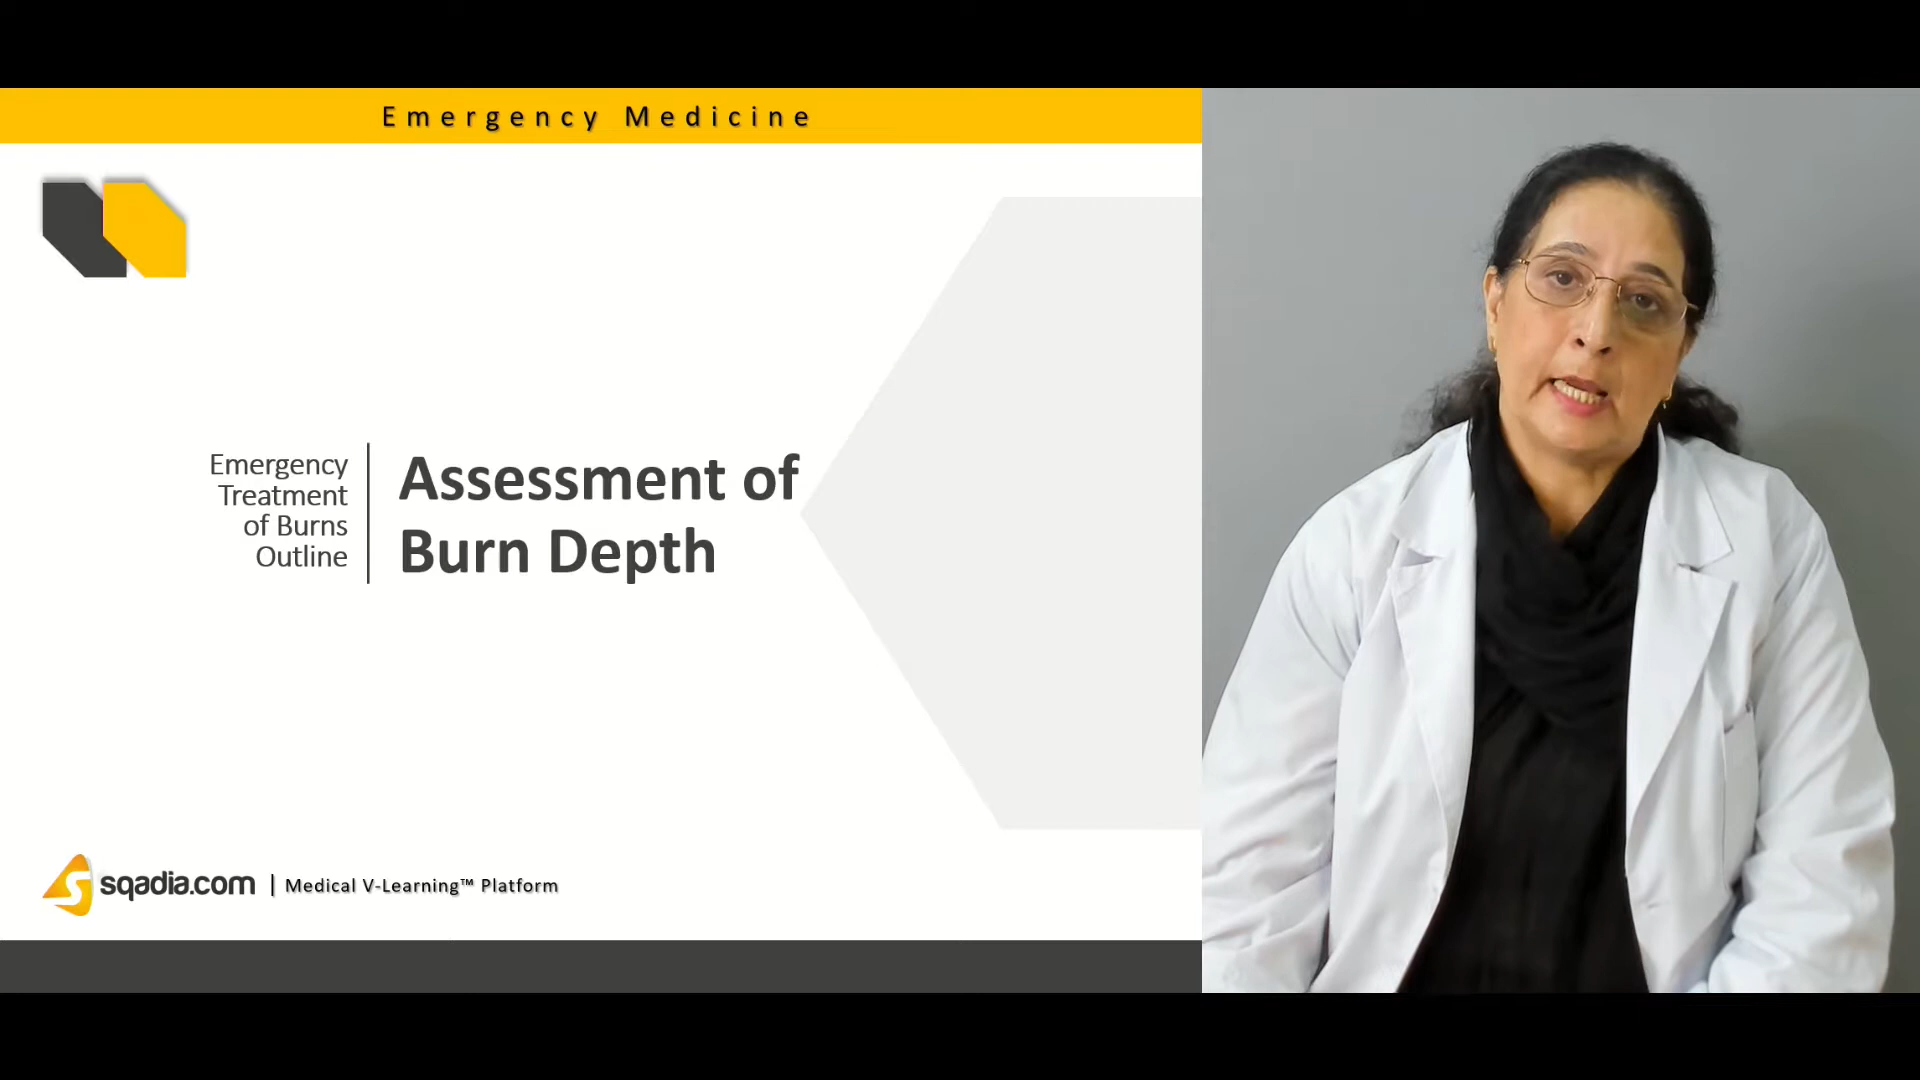 Emergency Medicine
Emergency
Treatment
of Burns
Outline
Assessment of
Burn Depth
sqadia.com | Medical V-Learning™ Platform